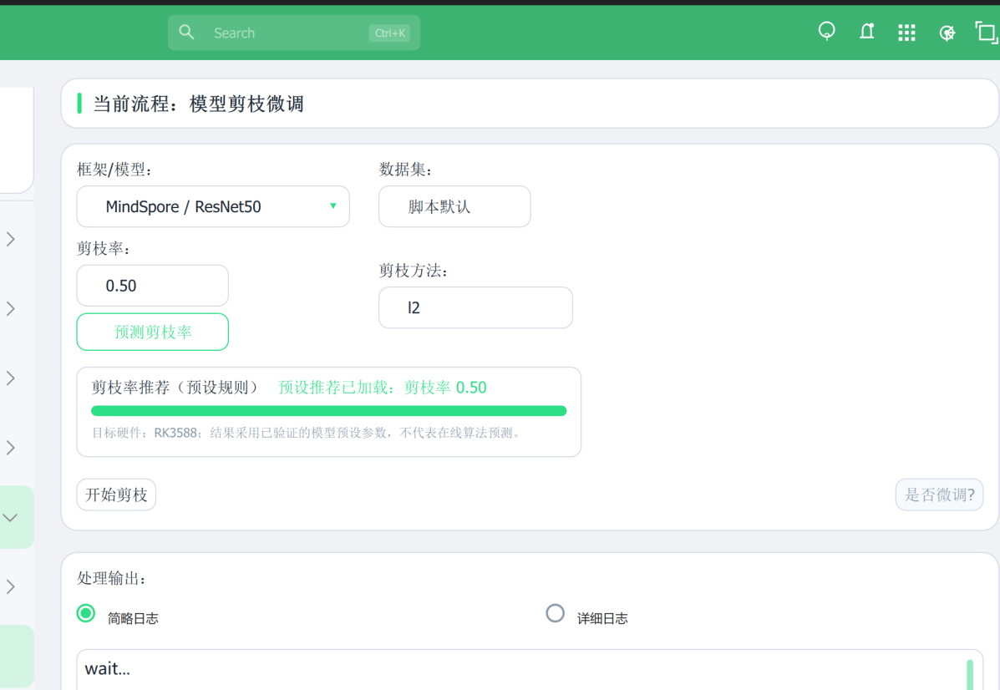 Search
Ctrl+K
当前流程：模型剪枝微调
框架/模型：
数据集：
MindSpore / ResNet50
脚本默认
剪枝率：
剪枝方法：
0.50
l2
预测剪枝率
剪枝率推荐（预设规则） 预设推荐已加载：剪枝率 0.50
目标硬件：RK3588；结果采用已验证的模型预设参数，不代表在线算法预测。
开始剪枝
是否微调?
处理输出：
简略日志
详细日志
wait...